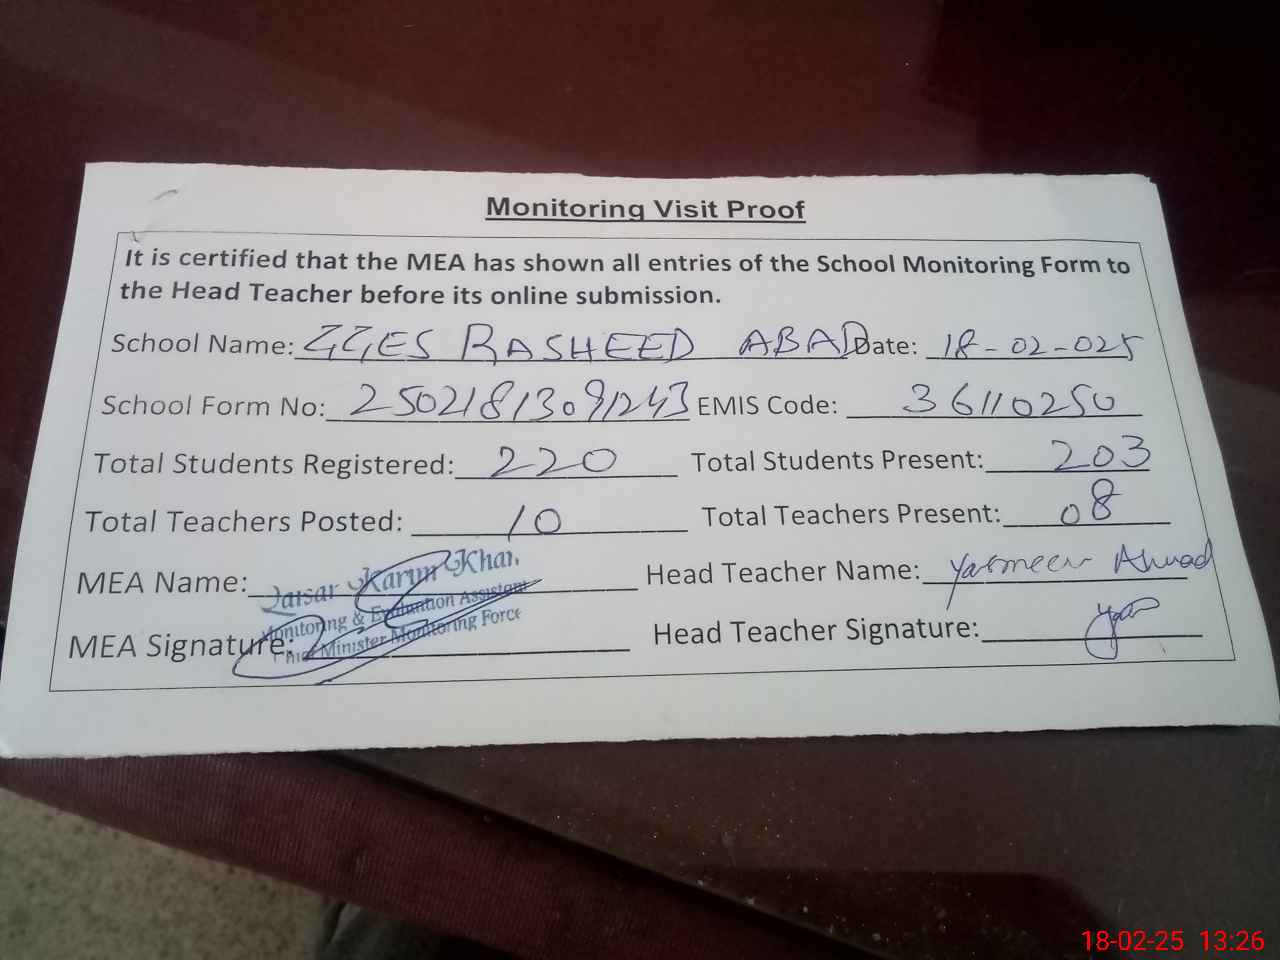 Monitoring Visit Proof
It is certified that the MEA has shown all entries of the School Monitoring Form to
the Head Teacher before its online submission.
School Name: GGES RASHEED ABAD Date: 18-02-025
School Form No: 25021813091243 EMIS Code: 36110250
Total Students Registered: 220 Total Students Present: 203
Total Teachers Posted: 10 Total Teachers Present: 08
MEA Name: Qaisar Karim Khan Head Teacher Name: Yasmeen Ahmad
Monitoring & Evaluation Assistant
MEA Signature: Chief Minister Monitoring Force Head Teacher Signature:
18-02-25 13:26